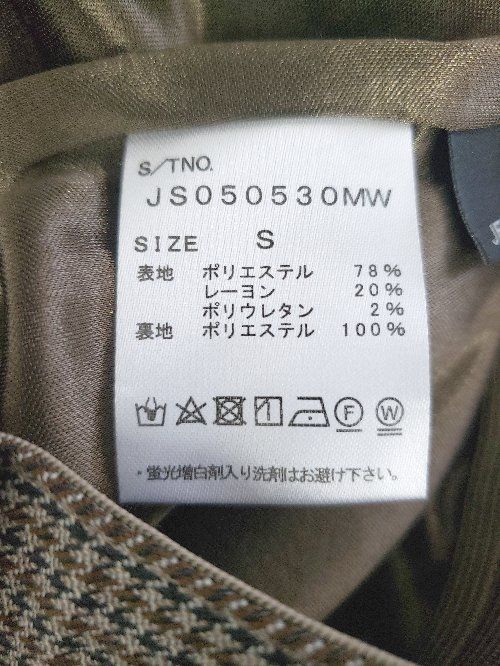 S/TNO.
JS050530MW
SIZE S
表地 ポリエステル 78%
レーヨン 20%
ポリウレタン 2%
裏地 ポリエステル 100%
F W
・蛍光増白剤入り洗剤はお避け下さい。